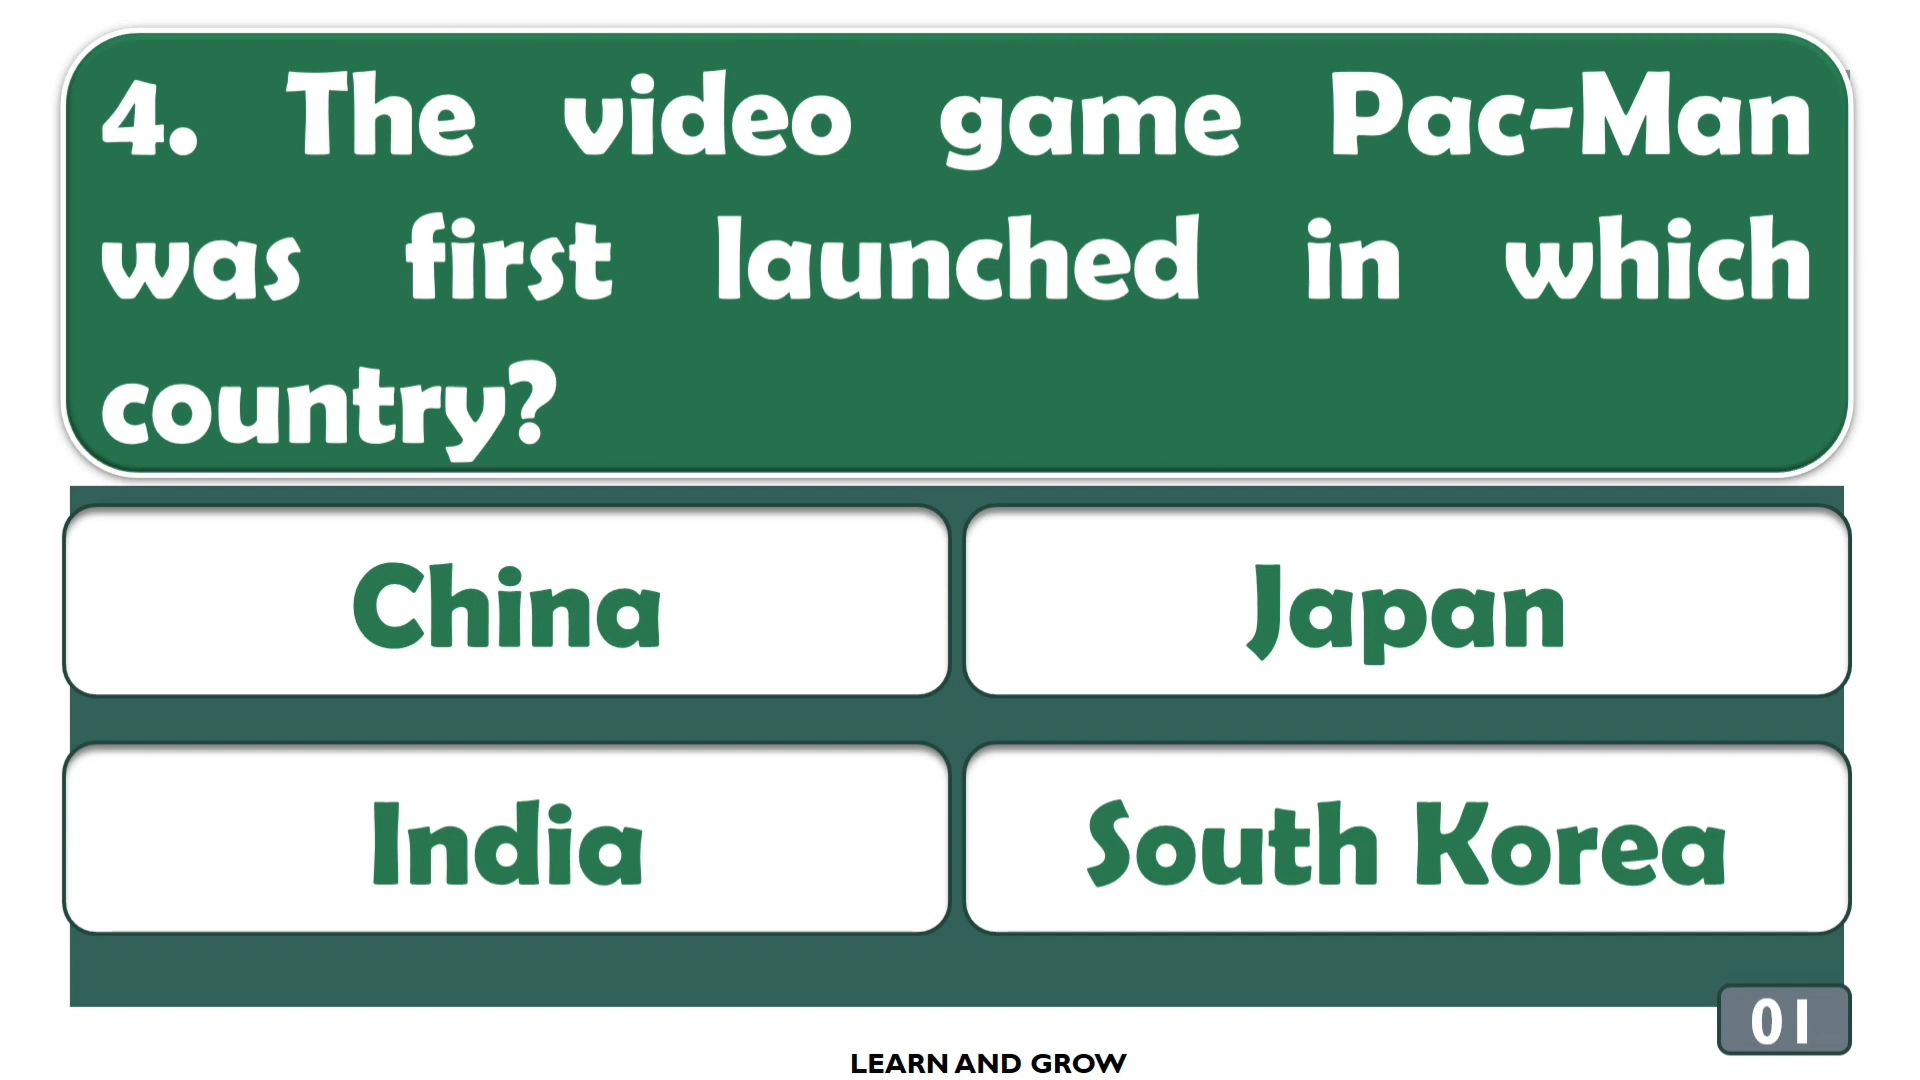 4. The video game Pac-Man
was first launched in which
country?
China
Japan
India
South Korea
01
LEARN AND GROW